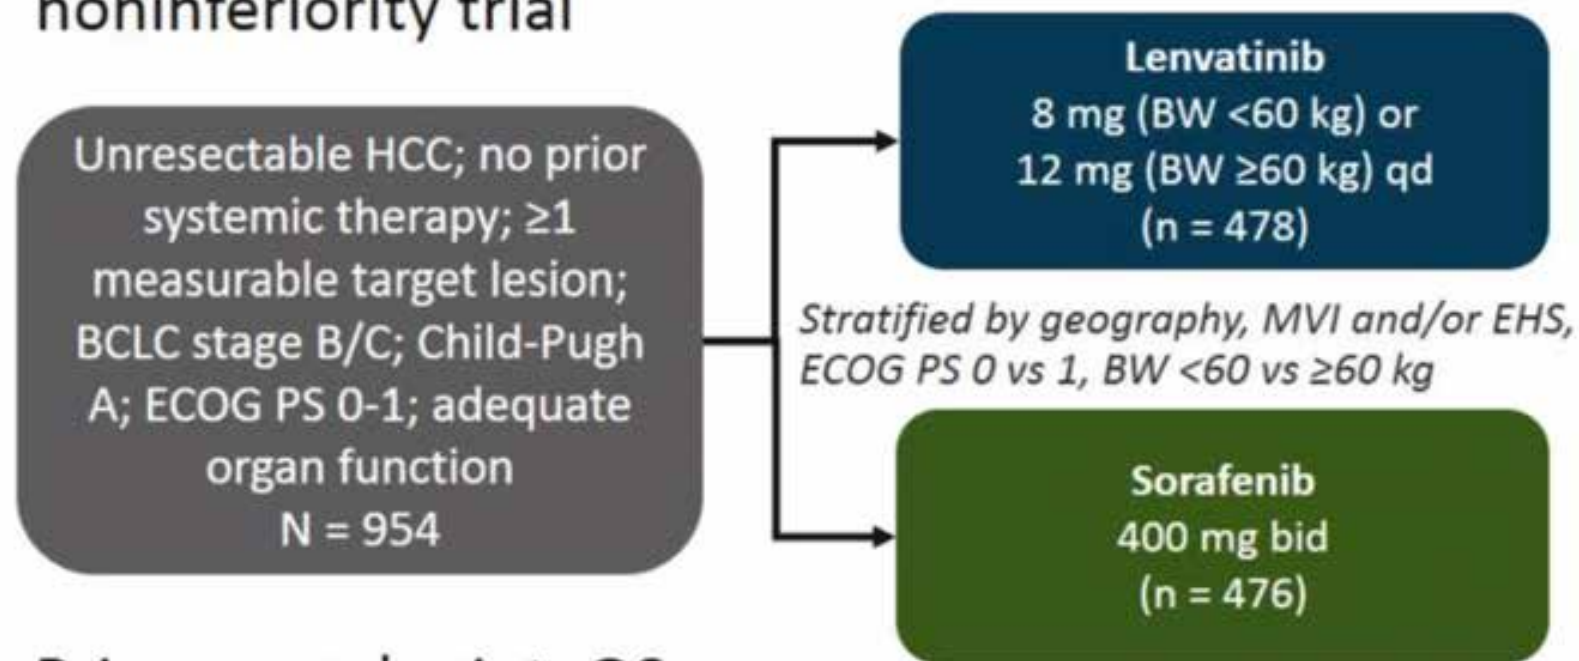 noninferiority trial
Unresectable HCC; no prior
systemic therapy; ≥1
measurable target lesion;
BCLC stage B/C; Child-Pugh
A; ECOG PS 0-1; adequate
organ function
N = 954
Lenvatinib
8 mg (BW <60 kg) or
12 mg (BW ≥60 kg) qd
(n = 478)
Stratified by geography, MVI and/or EHS,
ECOG PS 0 vs 1, BW <60 vs ≥60 kg
Sorafenib
400 mg bid
(n = 476)